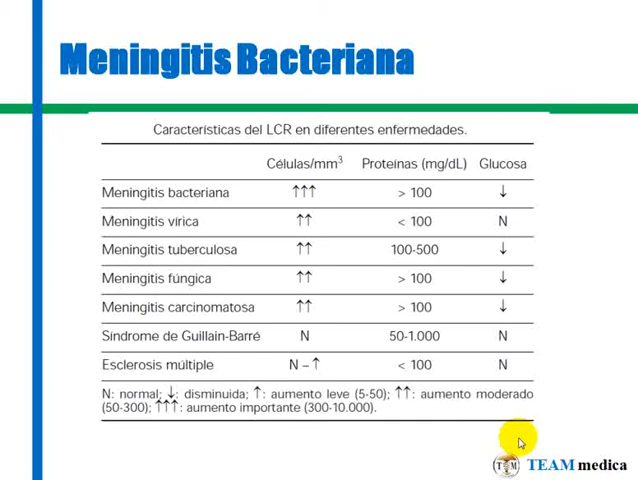 Meningitis Bacteriana
Características del LCR en diferentes enfermedades.
Células/mm³ Proteínas (mg/dL) Glucosa
Meningitis bacteriana ↑↑↑ > 100 ↓
Meningitis vírica ↑↑ < 100 N
Meningitis tuberculosa ↑↑ 100-500 ↓
Meningitis fúngica ↑↑ > 100 ↓
Meningitis carcinomatosa ↑↑ > 100 ↓
Síndrome de Guillain-Barré N 50-1.000 N
Esclerosis múltiple N – ↑ < 100 N
N: normal; ↓: disminuida; ↑: aumento leve (5-50); ↑↑: aumento moderado
(50-300); ↑↑↑: aumento importante (300-10.000).
TM TEAM medica